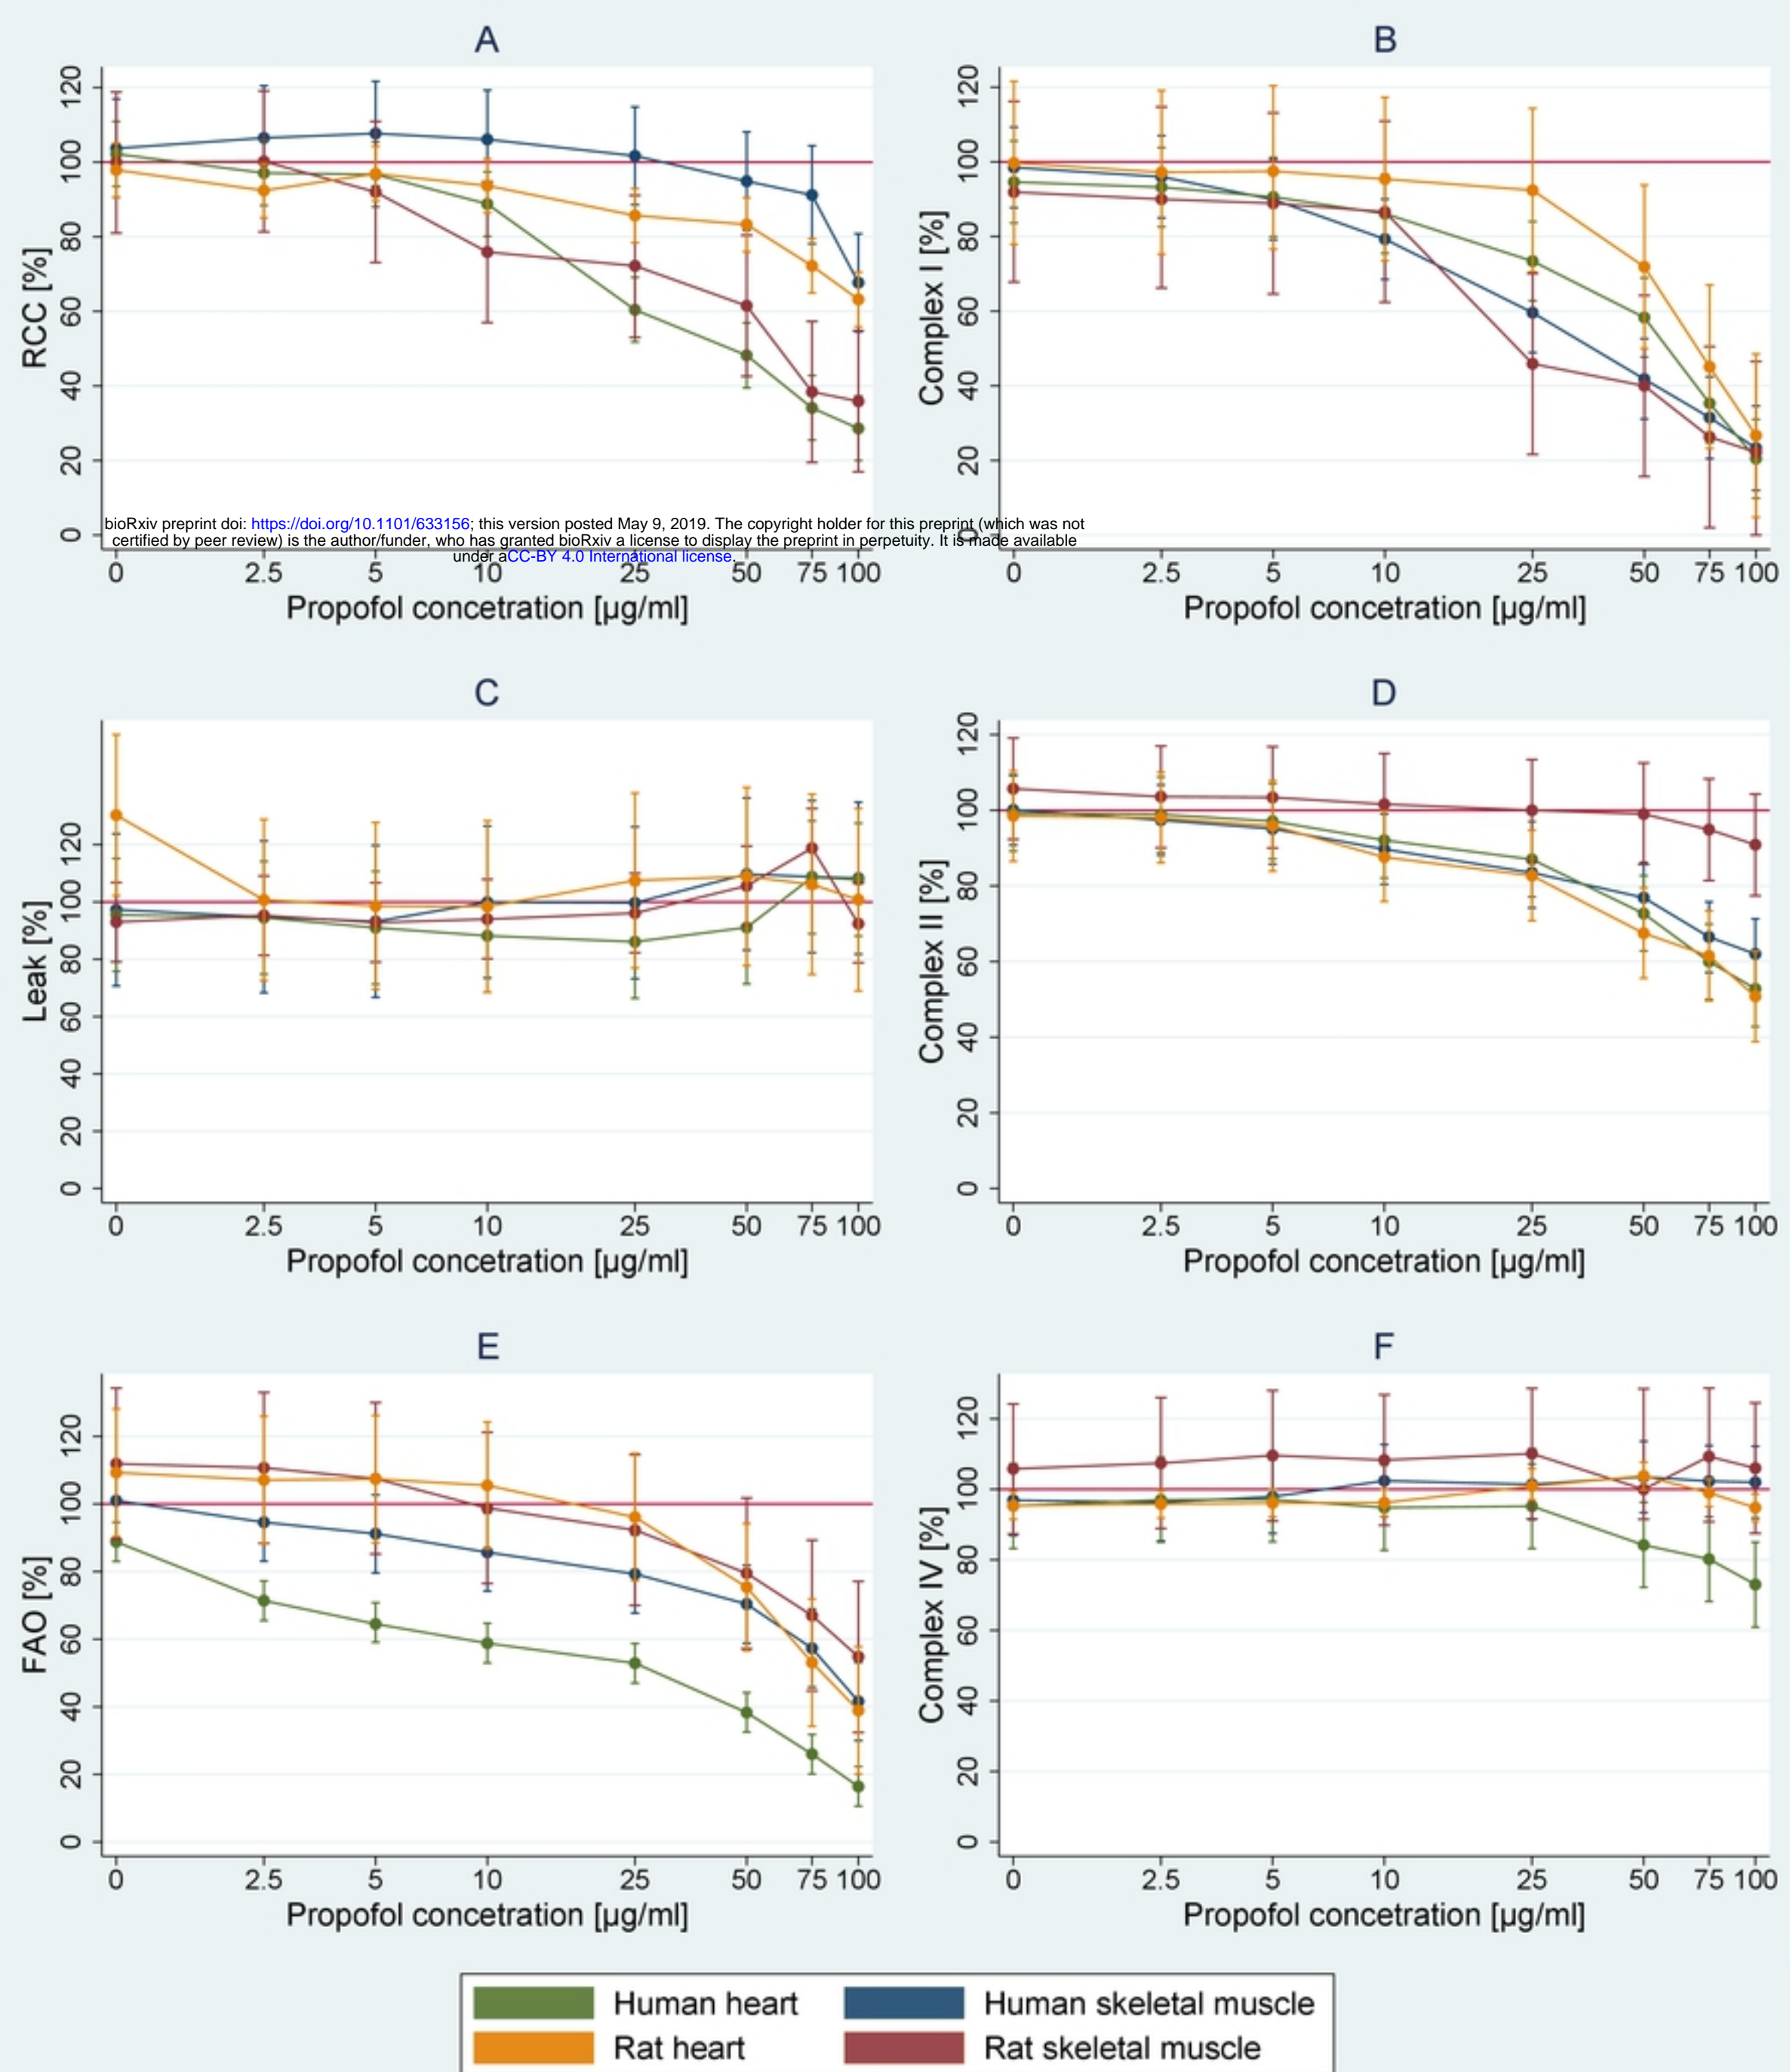 A
B
120
100
80
60
40
20
0
RCC [%]
120
100
80
60
40
20
0
Complex I [%]
bioRxiv preprint doi: https://doi.org/10.1101/633156; this version posted May 9, 2019. The copyright holder for this preprint (which was not
certified by peer review) is the author/funder, who has granted bioRxiv a license to display the preprint in perpetuity. It is made available
under aCC-BY 4.0 International license.
0 2.5 5 10 25 50 75 100
0 2.5 5 10 25 50 75 100
Propofol concetration [µg/ml]
Propofol concetration [µg/ml]
C
D
120
100
80
60
40
20
0
Leak [%]
120
100
80
60
40
20
0
Complex II [%]
0 2.5 5 10 25 50 75 100
0 2.5 5 10 25 50 75 100
Propofol concetration [µg/ml]
Propofol concetration [µg/ml]
E
F
120
100
80
60
40
20
0
FAO [%]
120
100
80
60
40
20
0
Complex IV [%]
0 2.5 5 10 25 50 75 100
0 2.5 5 10 25 50 75 100
Propofol concetration [µg/ml]
Propofol concetration [µg/ml]
Human heart
Human skeletal muscle
Rat heart
Rat skeletal muscle